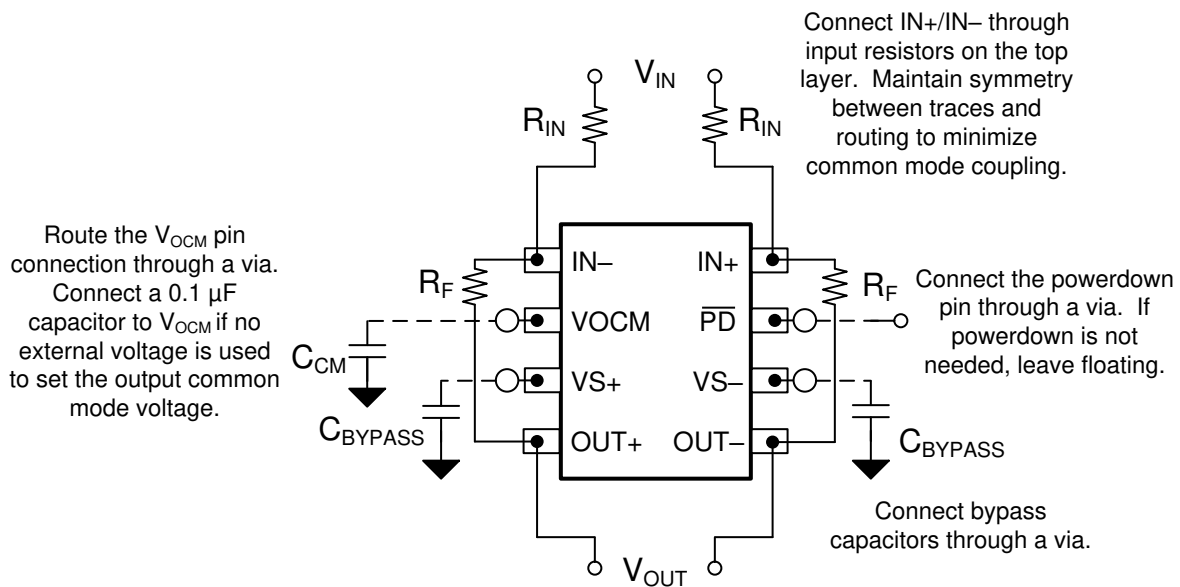 Connect IN+/IN– through
input resistors on the top
layer. Maintain symmetry
between traces and
routing to minimize
common mode coupling.
V_IN
R_IN
R_IN
Route the V_OCM pin
connection through a via.
Connect a 0.1 µF
capacitor to V_OCM if no
external voltage is used
to set the output common
mode voltage.
IN–
IN+
R_F
R_F
VOCM
P̅D̅
Connect the powerdown
pin through a via. If
powerdown is not
needed, leave floating.
C_CM
VS+
VS–
C_BYPASS
OUT+
OUT–
C_BYPASS
Connect bypass
capacitors through a via.
V_OUT